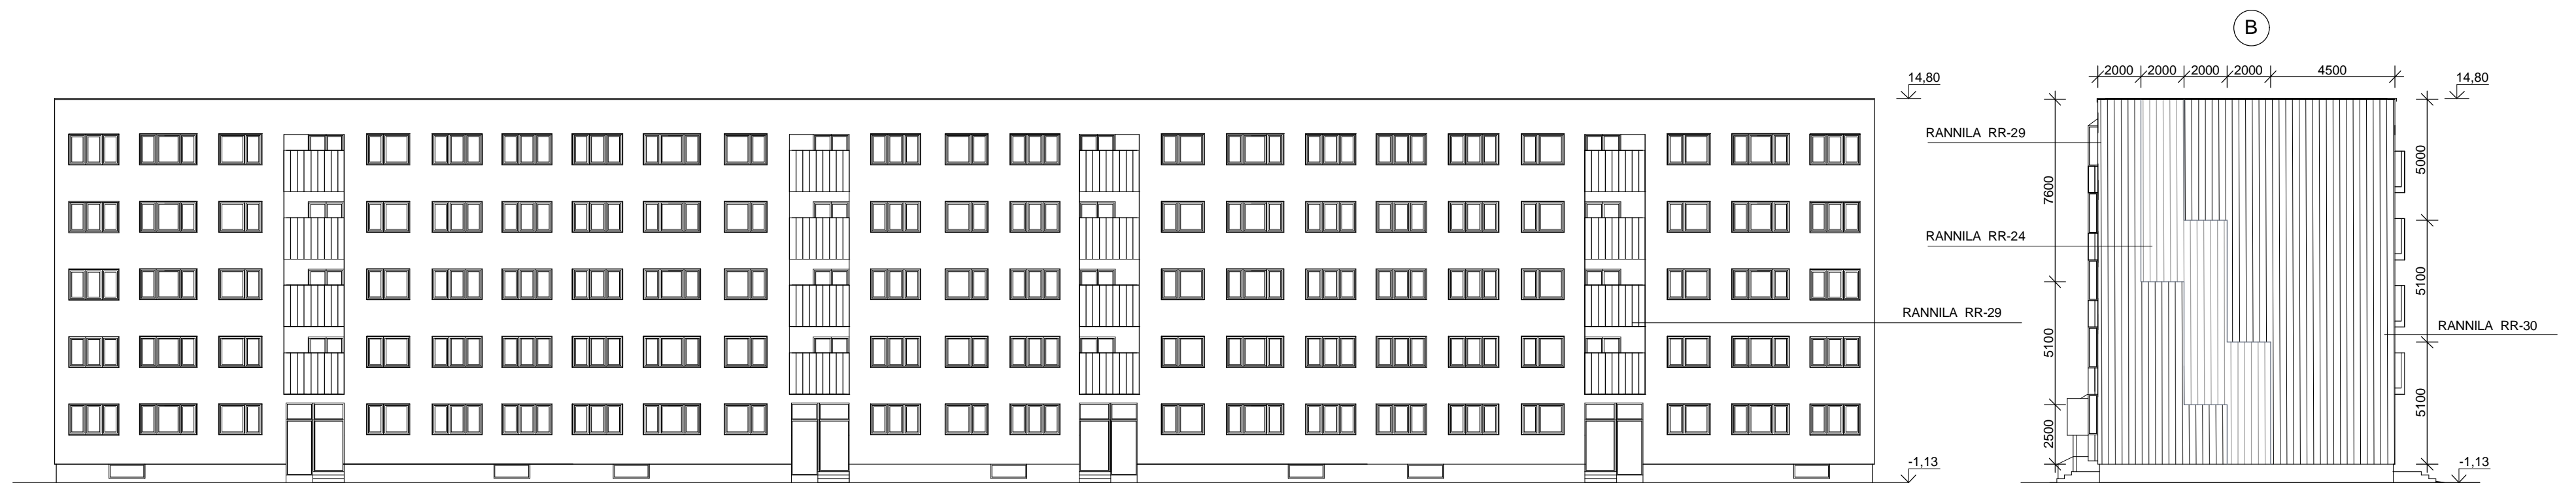 B
2000 2000 2000 2000 4500
14,80
14,80
RANNILA RR-29
5000
7600
RANNILA RR-24
5100
RANNILA RR-29
RANNILA RR-30
5100
5100
2500
-1,13
-1,13